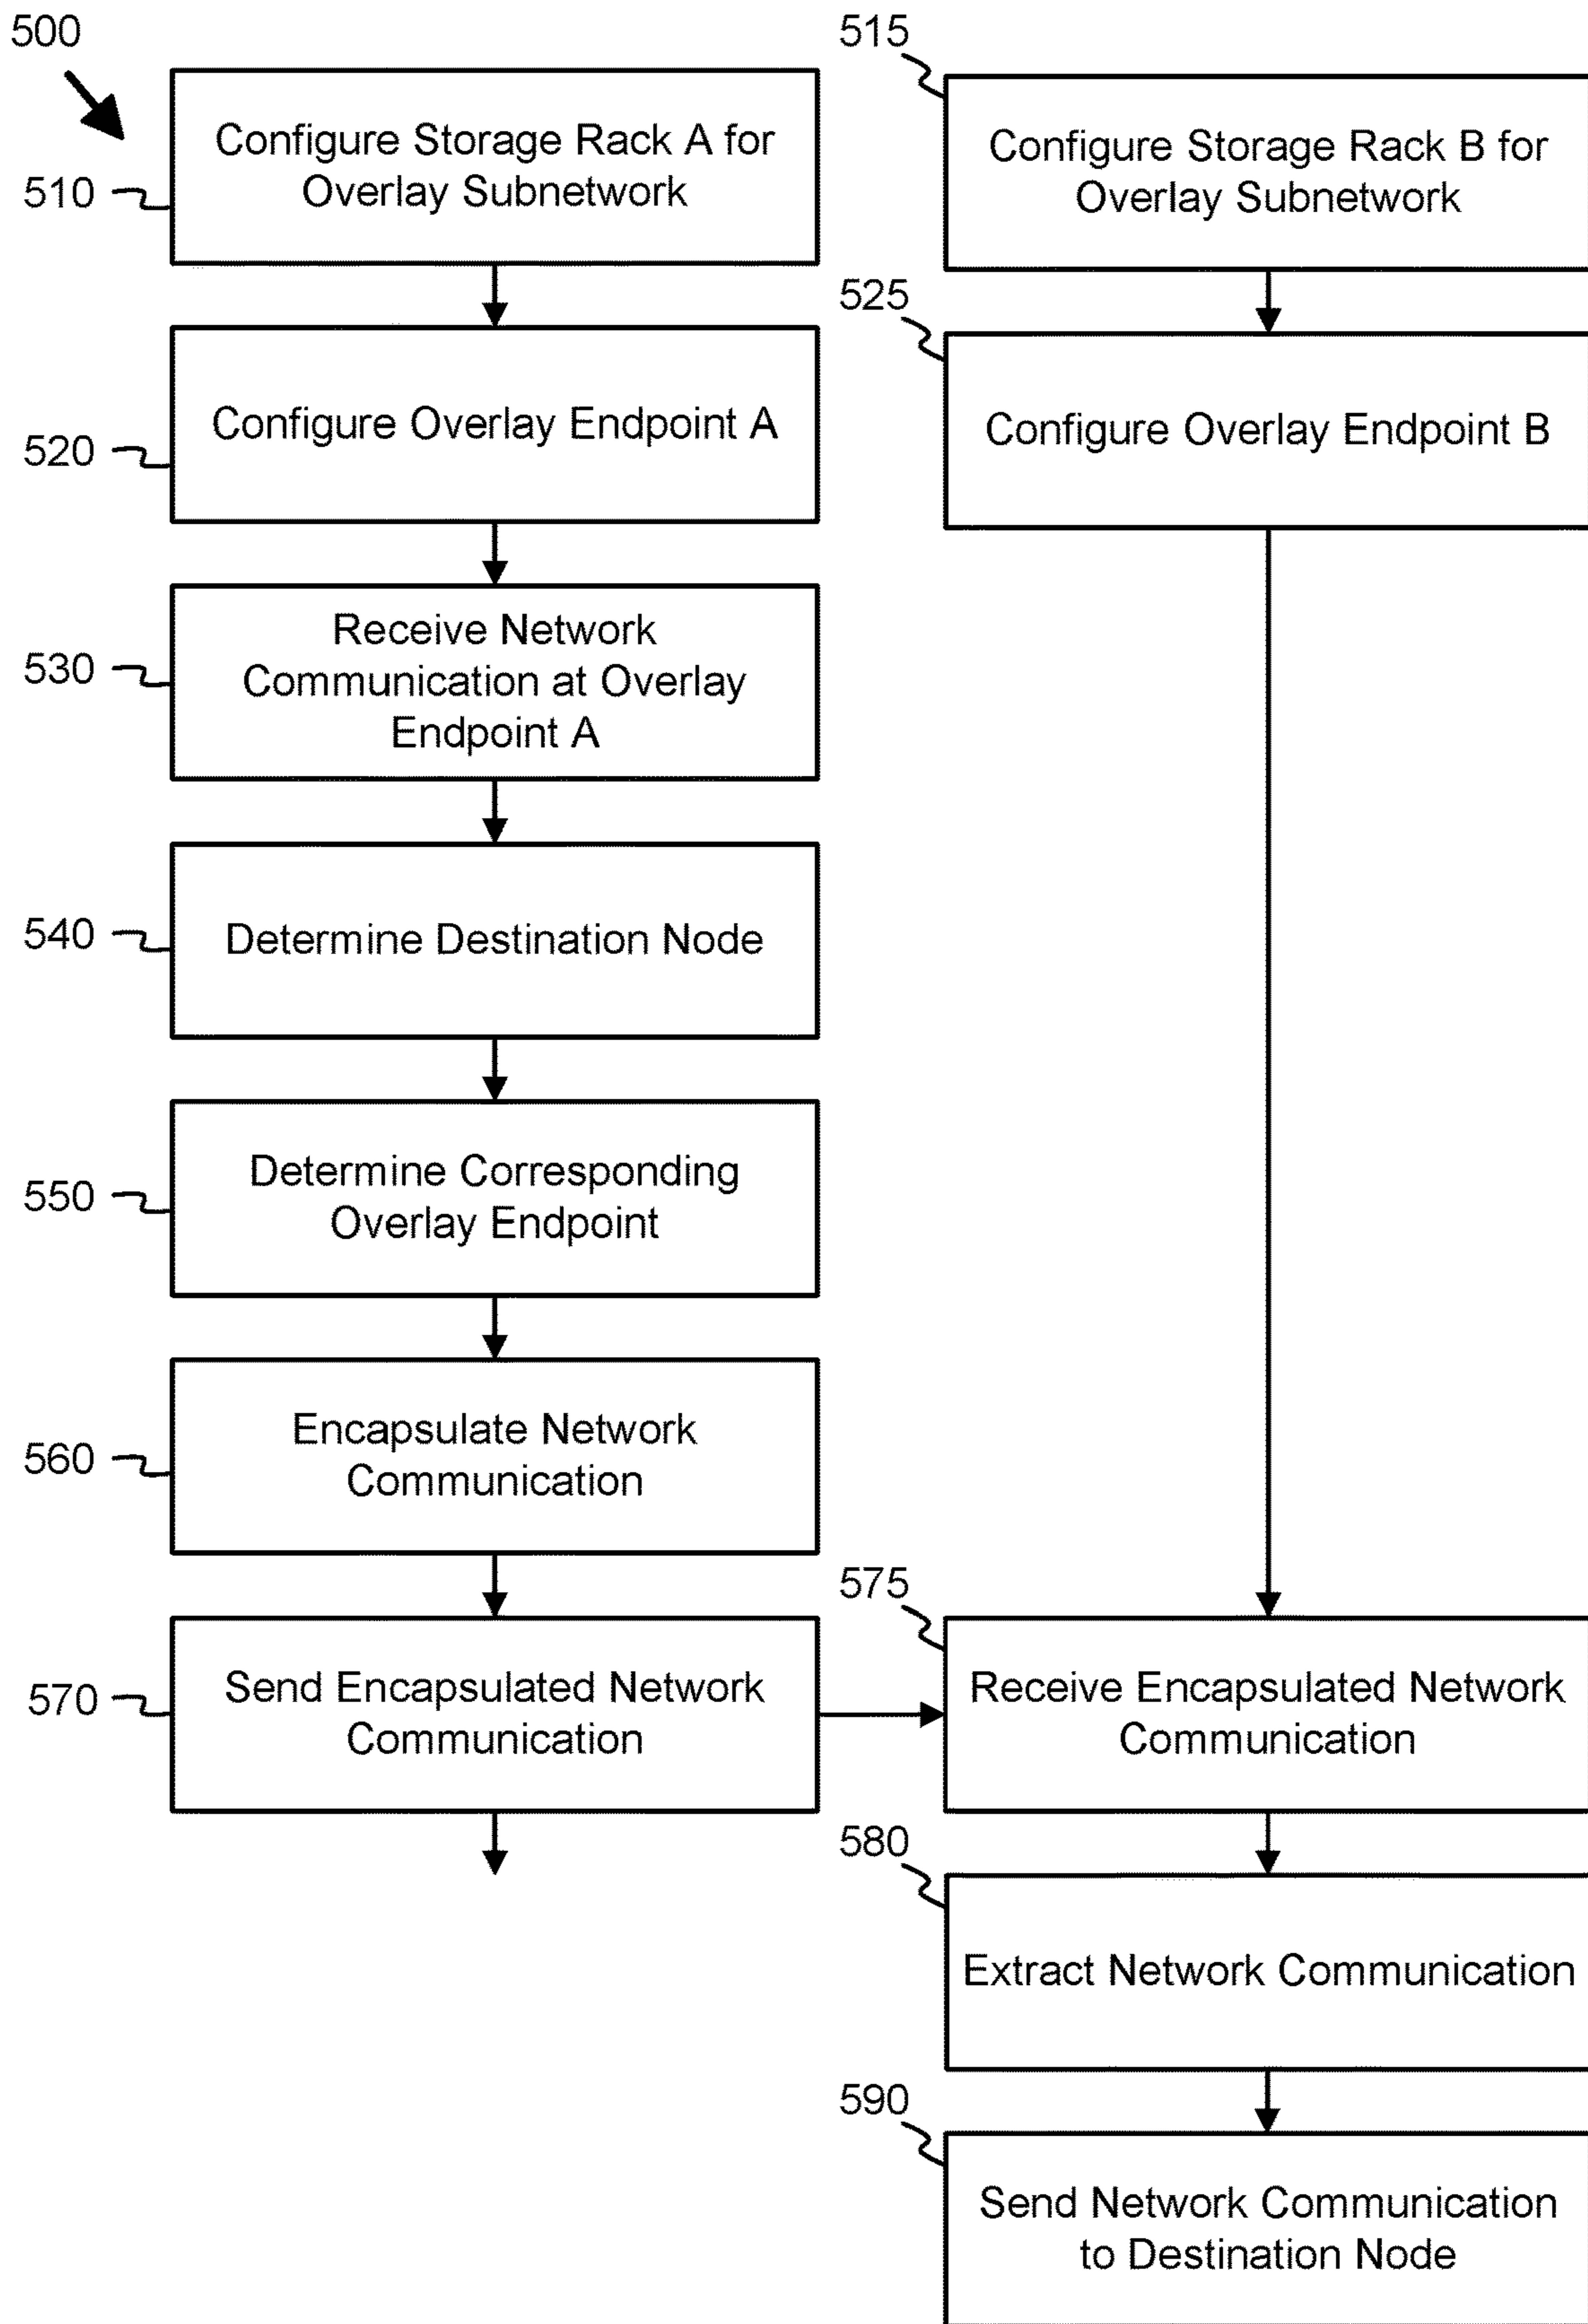 500
510
Configure Storage Rack A for
Overlay Subnetwork
515
Configure Storage Rack B for
Overlay Subnetwork
520
Configure Overlay Endpoint A
525
Configure Overlay Endpoint B
530
Receive Network
Communication at Overlay
Endpoint A
540
Determine Destination Node
550
Determine Corresponding
Overlay Endpoint
560
Encapsulate Network
Communication
570
Send Encapsulated Network
Communication
575
Receive Encapsulated Network
Communication
580
Extract Network Communication
590
Send Network Communication
to Destination Node